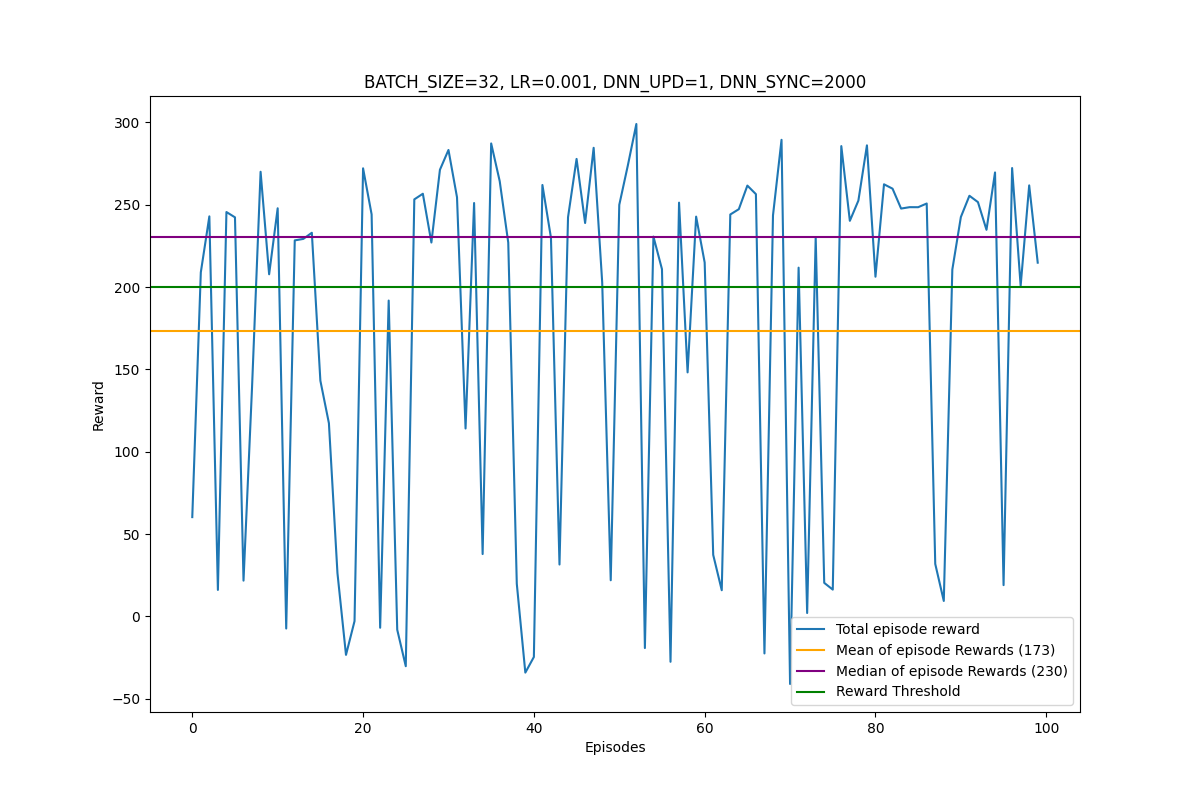 BATCH_SIZE=32, LR=0.001, DNN_UPD=1, DNN_SYNC=2000
300
250
200
150
100
50
0
−50
Reward
0 20 40 60 80 100
Episodes
Total episode reward
Mean of episode Rewards (173)
Median of episode Rewards (230)
Reward Threshold